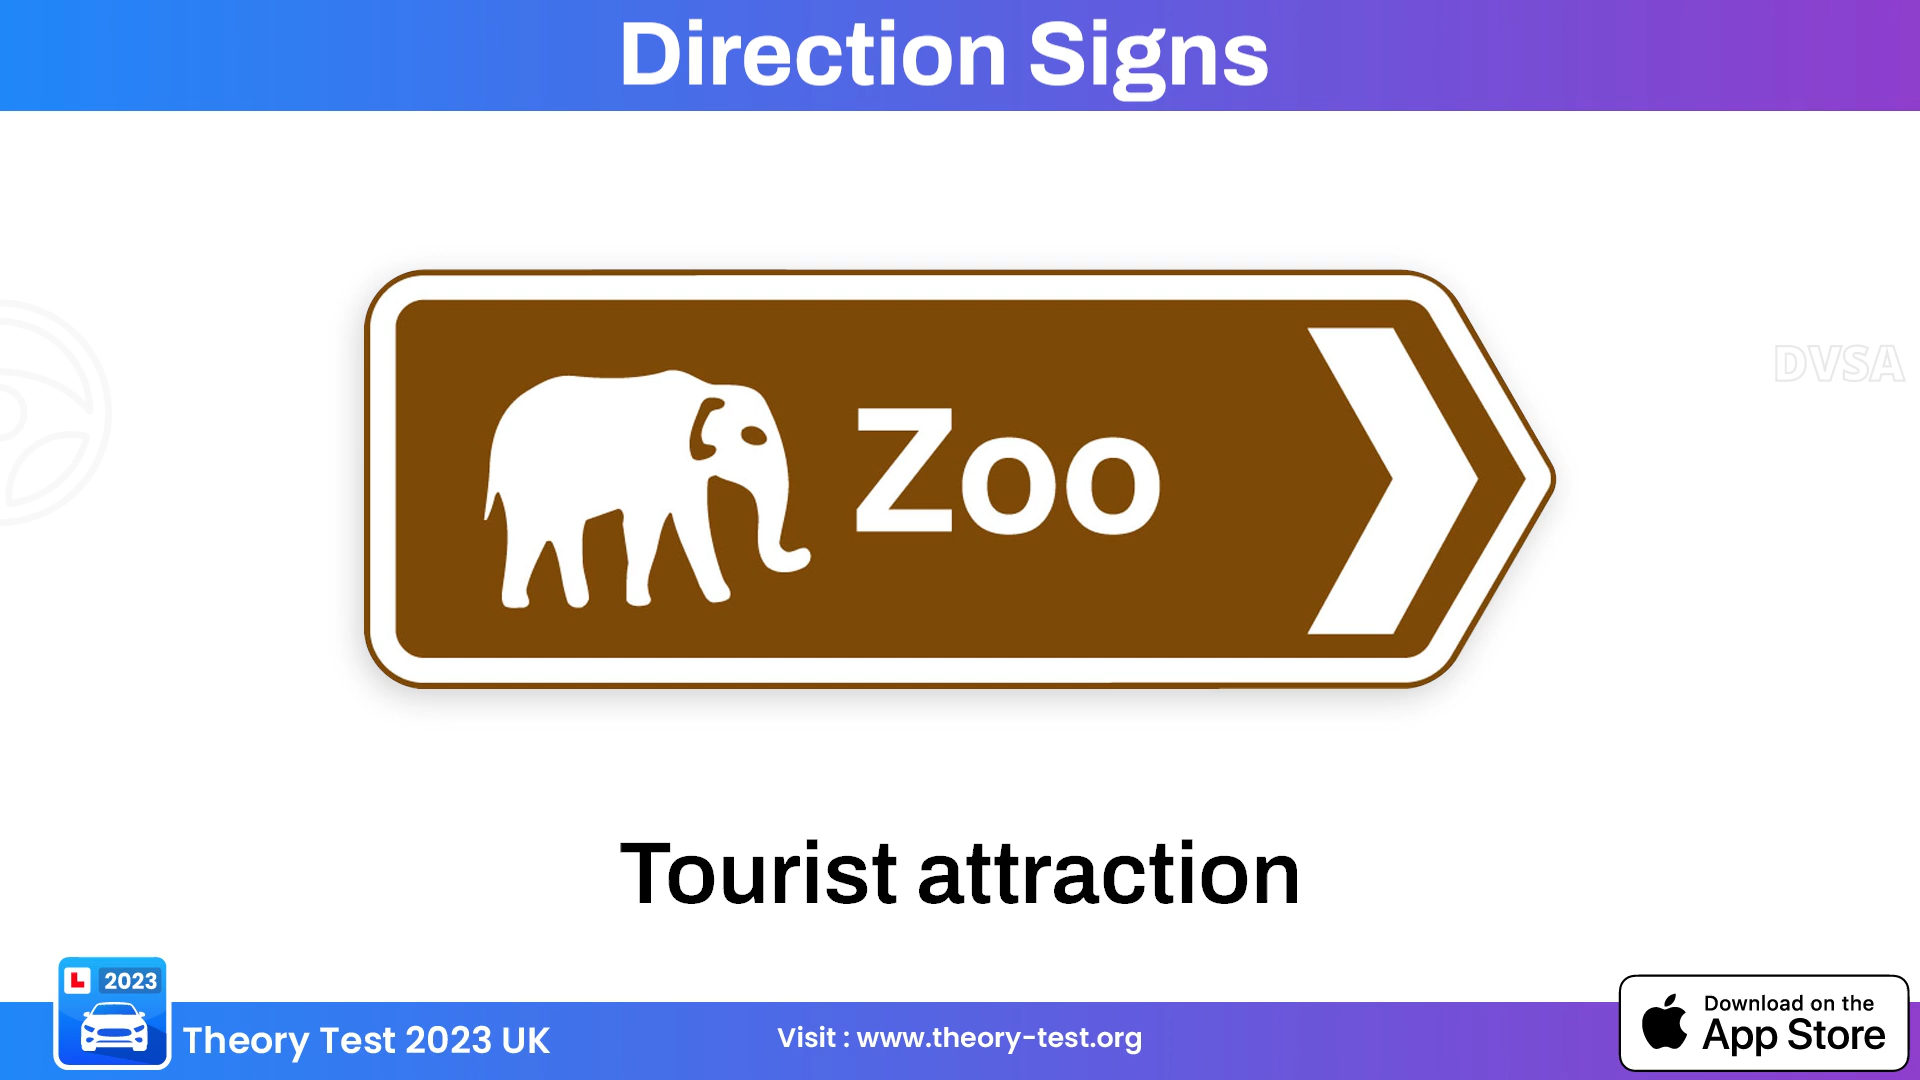 Direction Signs
Zoo
DVSA
Tourist attraction
L 2023
Theory Test 2023 UK
Visit : www.theory-test.org
Download on the
App Store